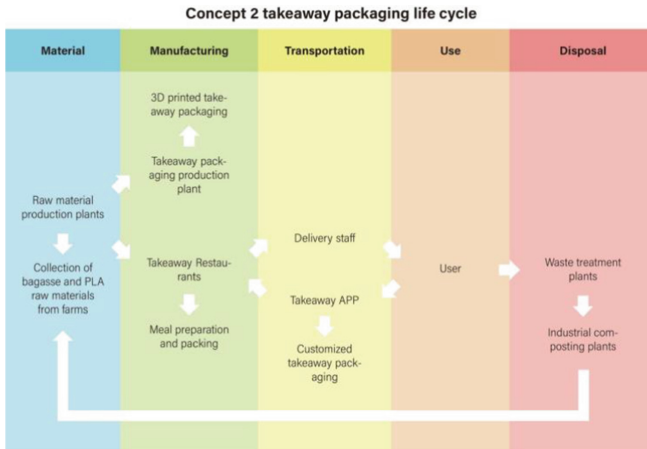 Concept 2 takeaway packaging life cycle
Material
Manufacturing
Transportation
Use
Disposal
3D printed take-
away packaging
Takeaway pack-
aging production
plant
Raw material
production plants
Collection of
bagasse and PLA
raw materials
from farms
Takeaway Restau-
rants
Meal preparation
and packing
Delivery staff
Takeaway APP
Customized
takeaway pack-
aging
User
Waste treatment
plants
Industrial com-
posting plants